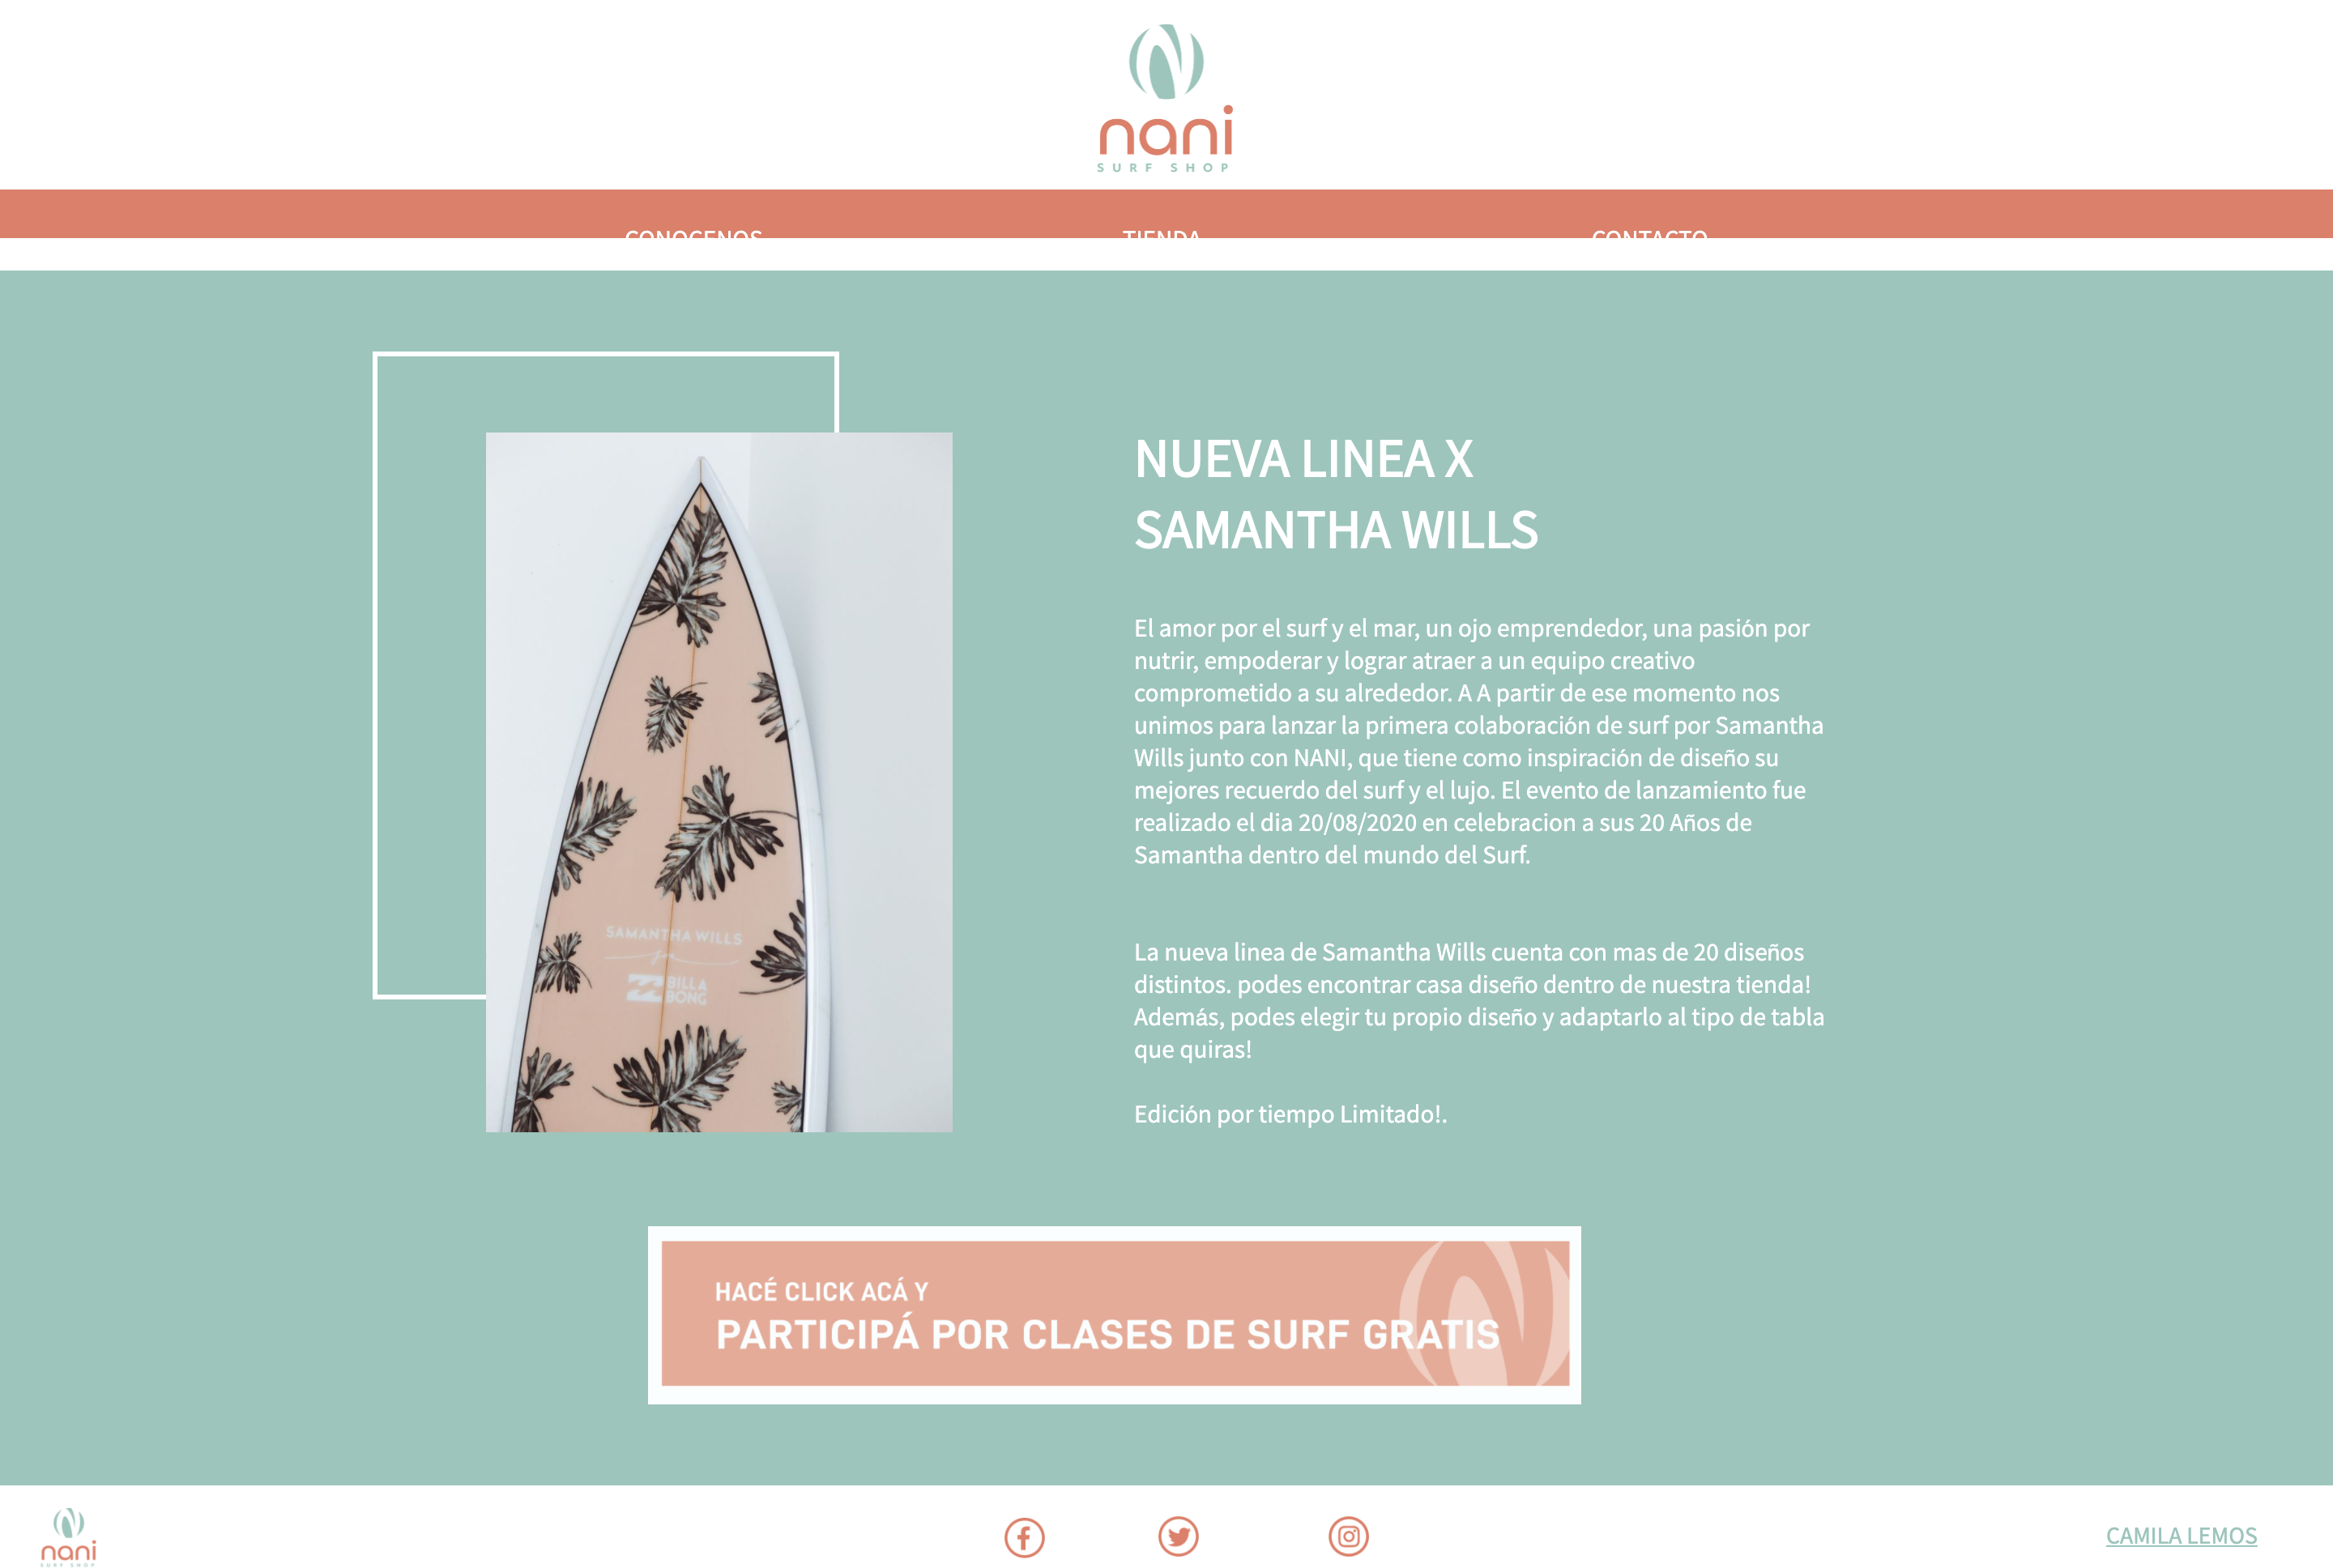 nani
SURF SHOP
CONOCENOS
TIENDA
CONTACTO
NUEVA LINEA X
SAMANTHA WILLS
El amor por el surf y el mar, un ojo emprendedor, una pasión por
nutrir, empoderar y lograr atraer a un equipo creativo
comprometido a su alrededor. A A partir de ese momento nos
unimos para lanzar la primera colaboración de surf por Samantha
Wills junto con NANI, que tiene como inspiración de diseño su
mejores recuerdo del surf y el lujo. El evento de lanzamiento fue
realizado el dia 20/08/2020 en celebracion a sus 20 Años de
Samantha dentro del mundo del Surf.
La nueva linea de Samantha Wills cuenta con mas de 20 diseños
distintos. podes encontrar casa diseño dentro de nuestra tienda!
Además, podes elegir tu propio diseño y adaptarlo al tipo de tabla
que quiras!
Edición por tiempo Limitado!.
SAMANTHA WILLS
for
BILLA
BONG
HACÉ CLICK ACÁ Y
PARTICIPÁ POR CLASES DE SURF GRATIS
nani
SURF SHOP
CAMILA LEMOS